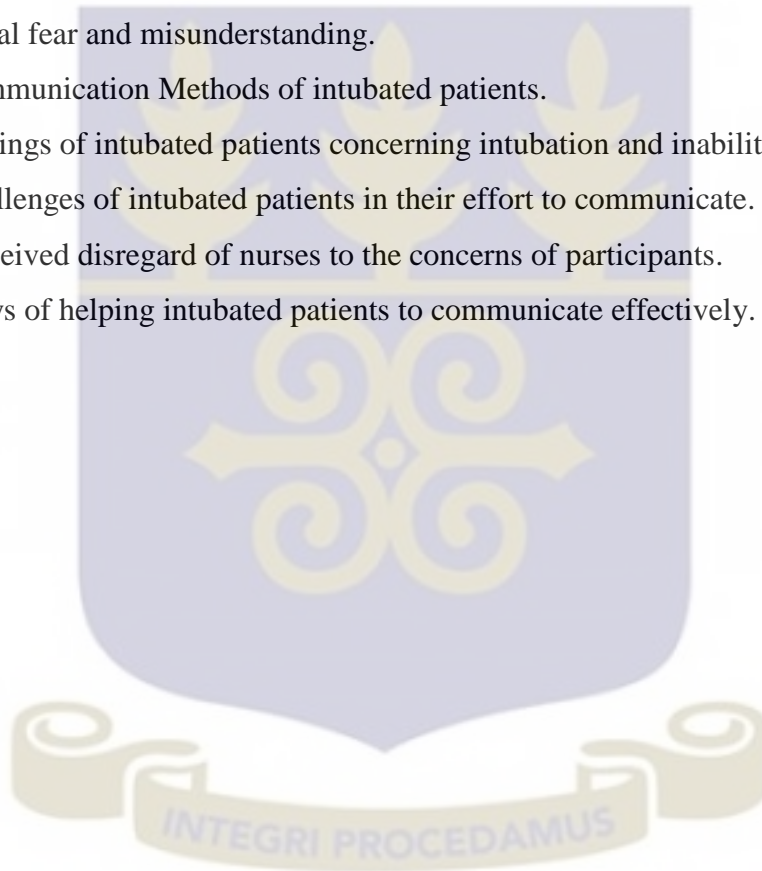 al fear and misunderstanding.
mmunication Methods of intubated patients.
ings of intubated patients concerning intubation and inabilit
llenges of intubated patients in their effort to communicate.
eived disregard of nurses to the concerns of participants.
s of helping intubated patients to communicate effectively.
INTEGRI PROCEDAMUS